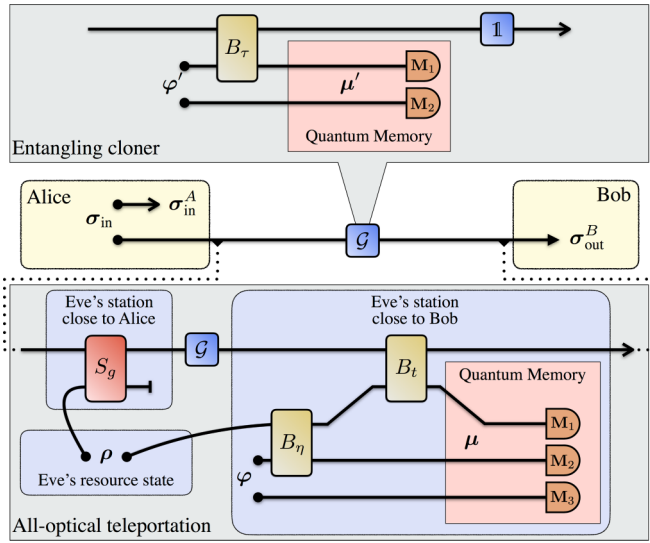 B_τ
𝟙
φ′
M₁
μ′
M₂
Quantum Memory
Entangling cloner
Alice
σ_in^A
σ_in
𝒢
Bob
σ_out^B
Eve's station
close to Alice
S_g
𝒢
Eve's station
close to Bob
B_t
Quantum Memory
ρ
Eve's resource state
B_η
φ
μ
M₁
M₂
M₃
All-optical teleportation